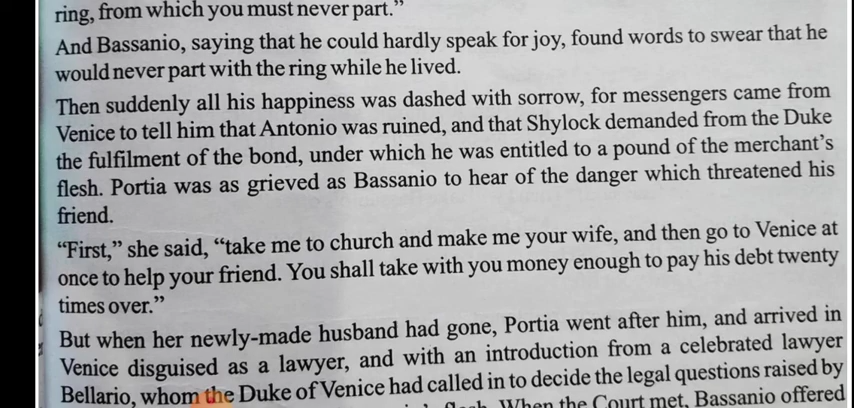 ring, from which you must never part.”
And Bassanio, saying that he could hardly speak for joy, found words to swear that he
would never part with the ring while he lived.
Then suddenly all his happiness was dashed with sorrow, for messengers came from
Venice to tell him that Antonio was ruined, and that Shylock demanded from the Duke
the fulfilment of the bond, under which he was entitled to a pound of the merchant’s
flesh. Portia was as grieved as Bassanio to hear of the danger which threatened his
friend.
“First,” she said, “take me to church and make me your wife, and then go to Venice at
once to help your friend. You shall take with you money enough to pay his debt twenty
times over.”
But when her newly-made husband had gone, Portia went after him, and arrived in
Venice disguised as a lawyer, and with an introduction from a celebrated lawyer
Bellario, whom the Duke of Venice had called in to decide the legal questions raised by
When the Court met, Bassanio offered